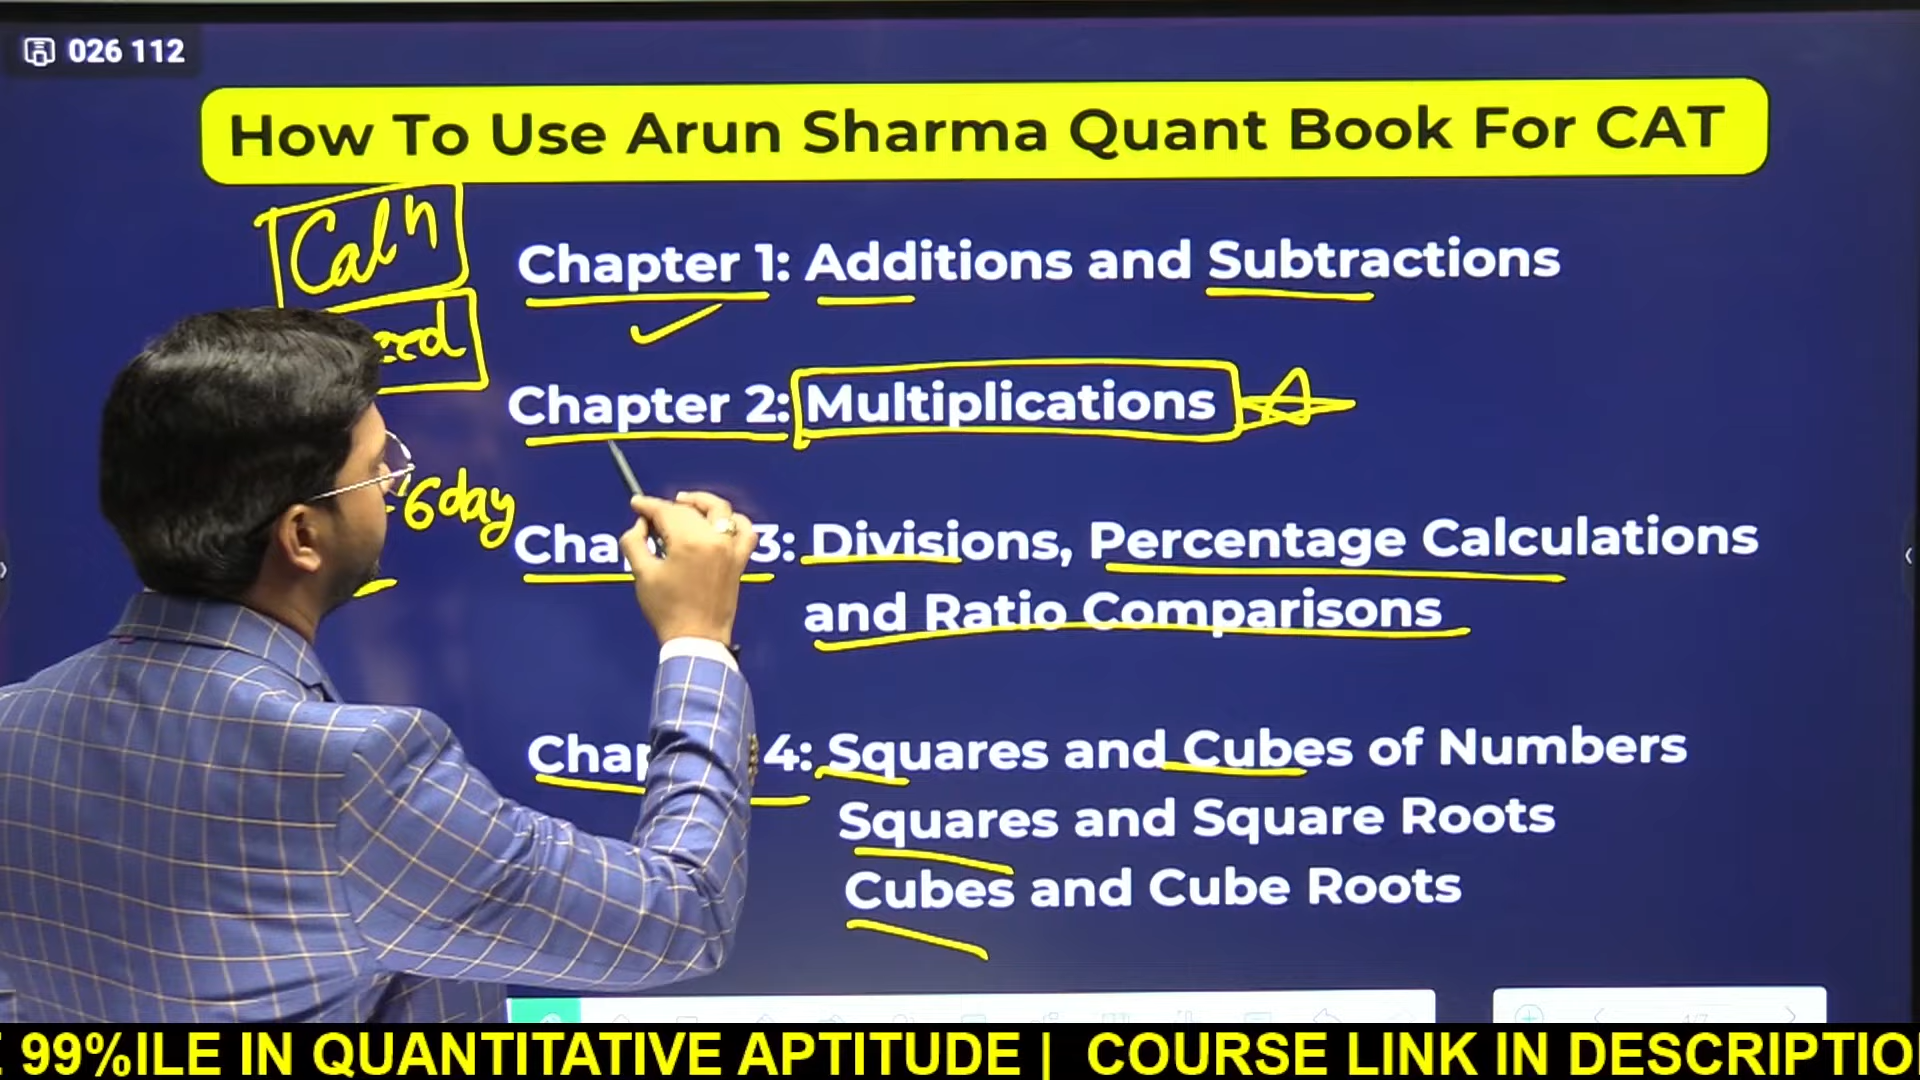 026 112
How To Use Arun Sharma Quant Book For CAT
Caln
Chapter 1: Additions and Subtractions
Chapter 2: Multiplications
6day
3: Divisions, Percentage Calculations
and Ratio Comparisons
4: Squares and Cubes of Numbers
Squares and Square Roots
Cubes and Cube Roots
99%ILE IN QUANTITATIVE APTITUDE | COURSE LINK IN DESCRIPTIO